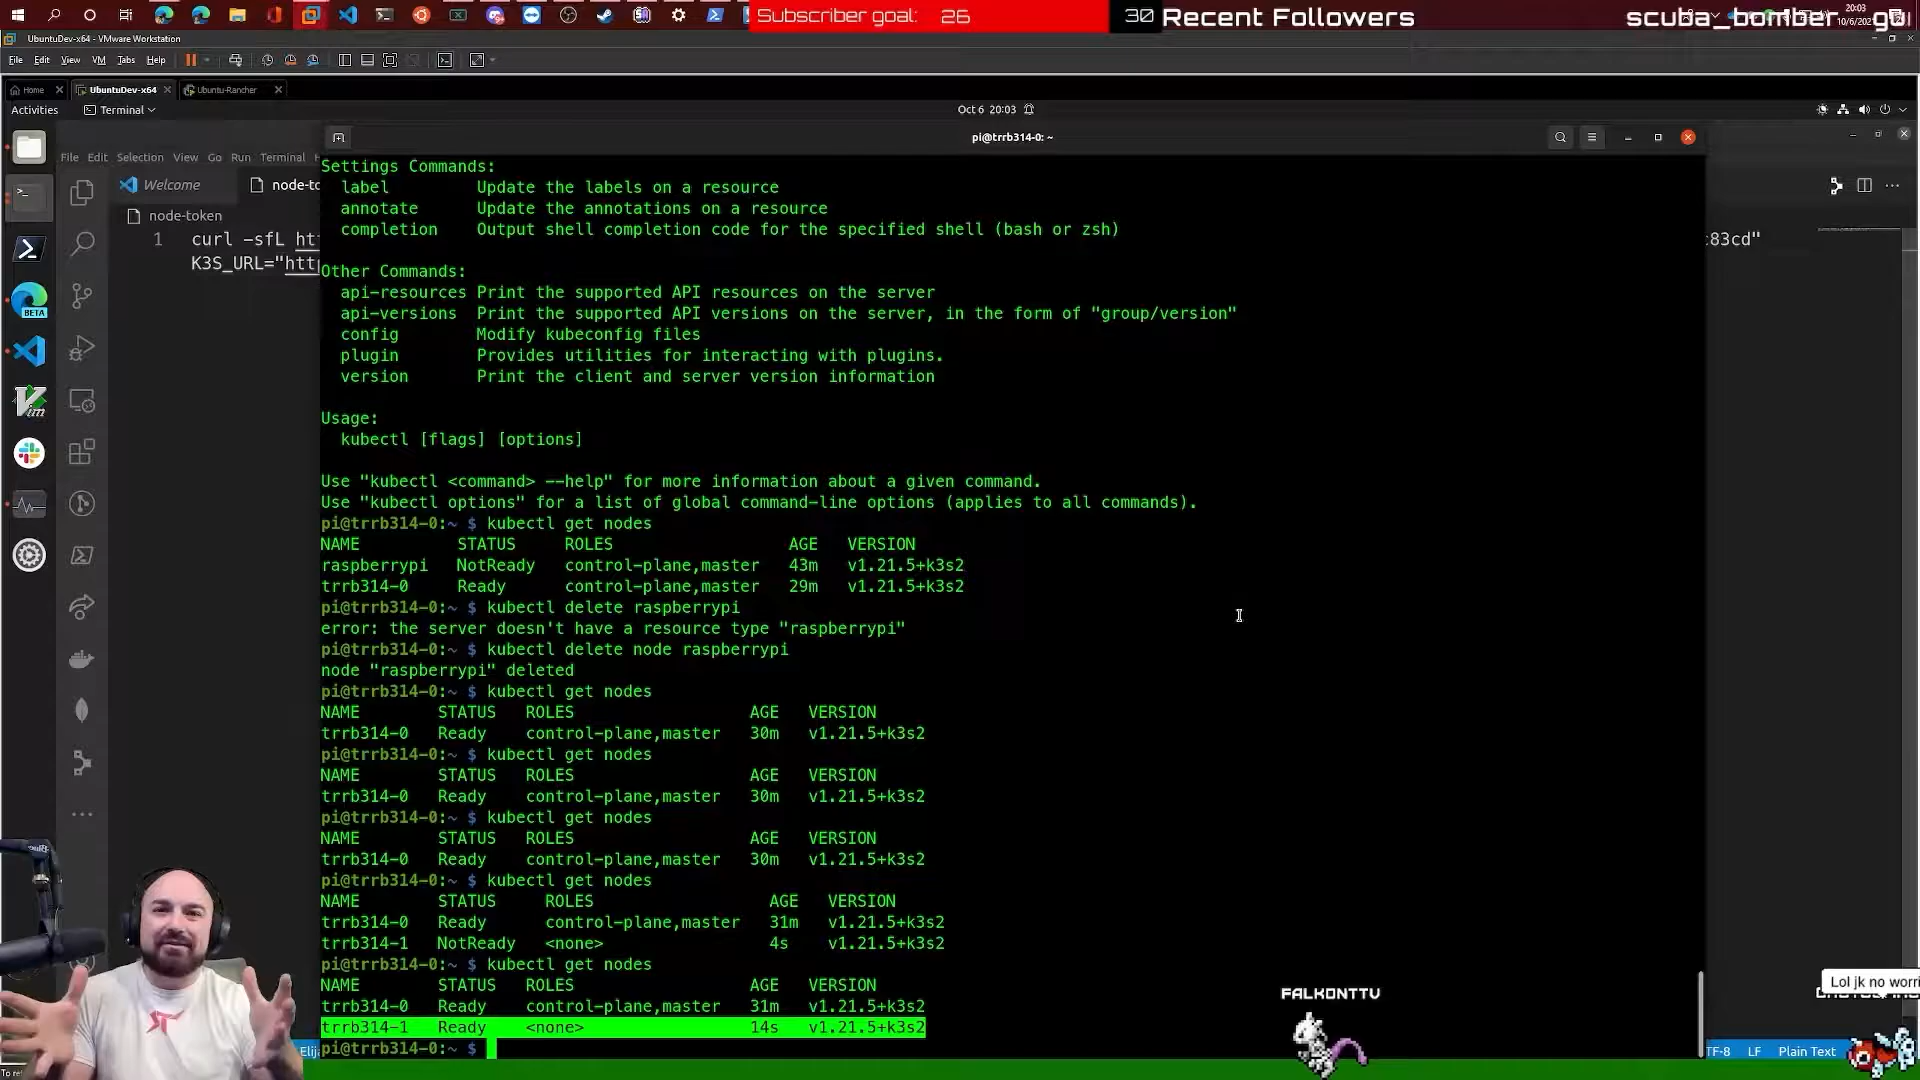 Subscriber goal: 26 30 Recent Followers scuba_bomber gui
20:03
UbuntuDev-x64 - VMware Workstation
File Edit View VM Tabs Help
Home UbuntuDev-x64 Ubuntu-Rancher
Activities Terminal Oct 6 20:03
pi@trrb314-0: ~
File Edit Selection View Go Run Terminal
Welcome node-to
node-token
1 curl -sfL htt :83cd"
K3S_URL="http
BETA
Settings Commands:
label Update the labels on a resource
annotate Update the annotations on a resource
completion Output shell completion code for the specified shell (bash or zsh)
Other Commands:
api-resources Print the supported API resources on the server
api-versions Print the supported API versions on the server, in the form of "group/version"
config Modify kubeconfig files
plugin Provides utilities for interacting with plugins.
version Print the client and server version information
Usage:
kubectl [flags] [options]
Use "kubectl <command> --help" for more information about a given command.
Use "kubectl options" for a list of global command-line options (applies to all commands).
pi@trrb314-0:~ $ kubectl get nodes
NAME STATUS ROLES AGE VERSION
raspberrypi NotReady control-plane,master 43m v1.21.5+k3s2
trrb314-0 Ready control-plane,master 29m v1.21.5+k3s2
pi@trrb314-0:~ $ kubectl delete raspberrypi
error: the server doesn't have a resource type "raspberrypi"
pi@trrb314-0:~ $ kubectl delete node raspberrypi
node "raspberrypi" deleted
pi@trrb314-0:~ $ kubectl get nodes
NAME STATUS ROLES AGE VERSION
trrb314-0 Ready control-plane,master 30m v1.21.5+k3s2
pi@trrb314-0:~ $ kubectl get nodes
NAME STATUS ROLES AGE VERSION
trrb314-0 Ready control-plane,master 30m v1.21.5+k3s2
pi@trrb314-0:~ $ kubectl get nodes
NAME STATUS ROLES AGE VERSION
trrb314-0 Ready control-plane,master 30m v1.21.5+k3s2
pi@trrb314-0:~ $ kubectl get nodes
NAME STATUS ROLES AGE VERSION
trrb314-0 Ready control-plane,master 31m v1.21.5+k3s2
trrb314-1 NotReady <none> 4s v1.21.5+k3s2
pi@trrb314-0:~ $ kubectl get nodes
NAME STATUS ROLES AGE VERSION
trrb314-0 Ready control-plane,master 31m v1.21.5+k3s2
trrb314-1 Ready <none> 14s v1.21.5+k3s2
pi@trrb314-0:~ $
FALKONTTV
Lol jk no worri
Elija TF-8 LF Plain Text
To re